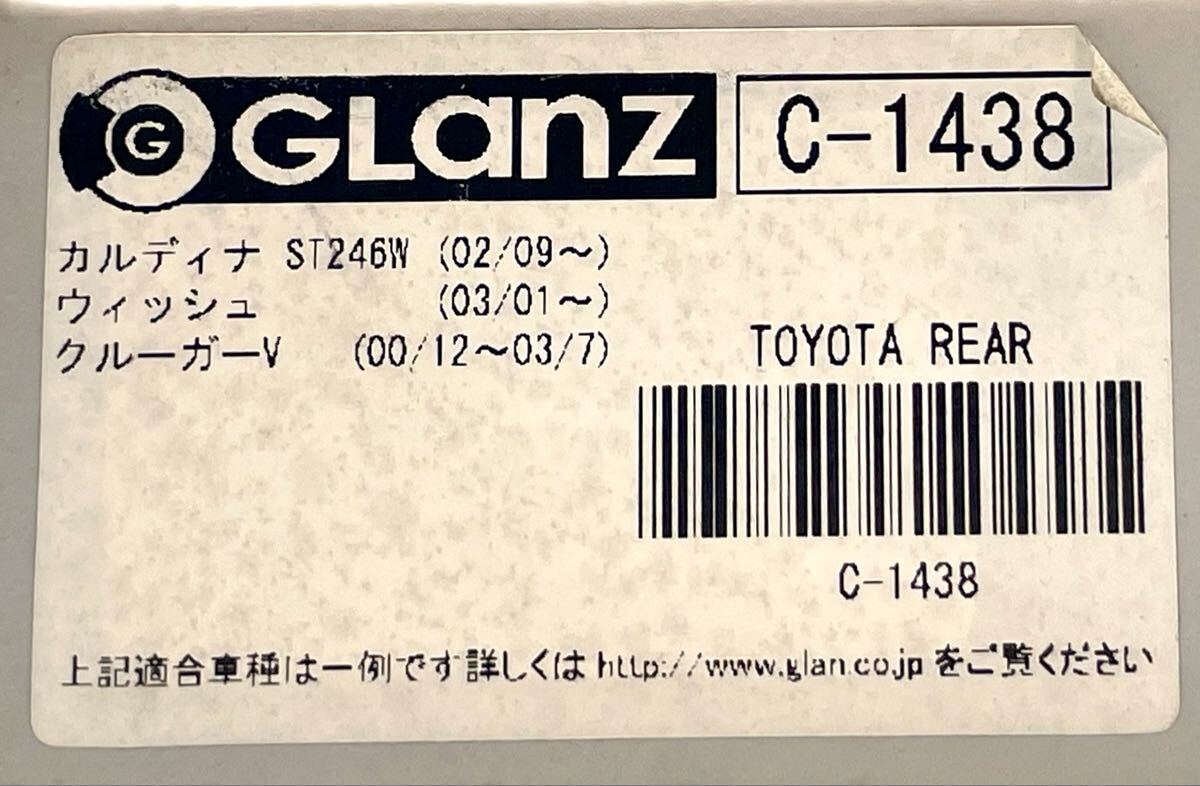 G GLanz
C-1438
カルディナ ST246W (02/09～)
ウィッシュ (03/01～)
クルーガーV (00/12～03/7)
TOYOTA REAR
C-1438
上記適合車種は一例です詳しくは http://www.glan.co.jp をご覧ください